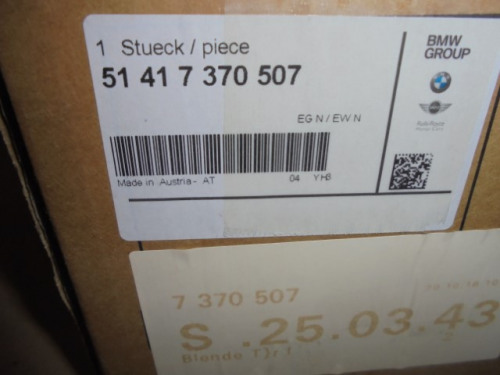 1 Stueck / piece
51 41 7 370 507
EG N / EW N
Made in Austria - AT
04 YH3
BMW
GROUP
7 370 507
S .25.03.43
Blende T}r l